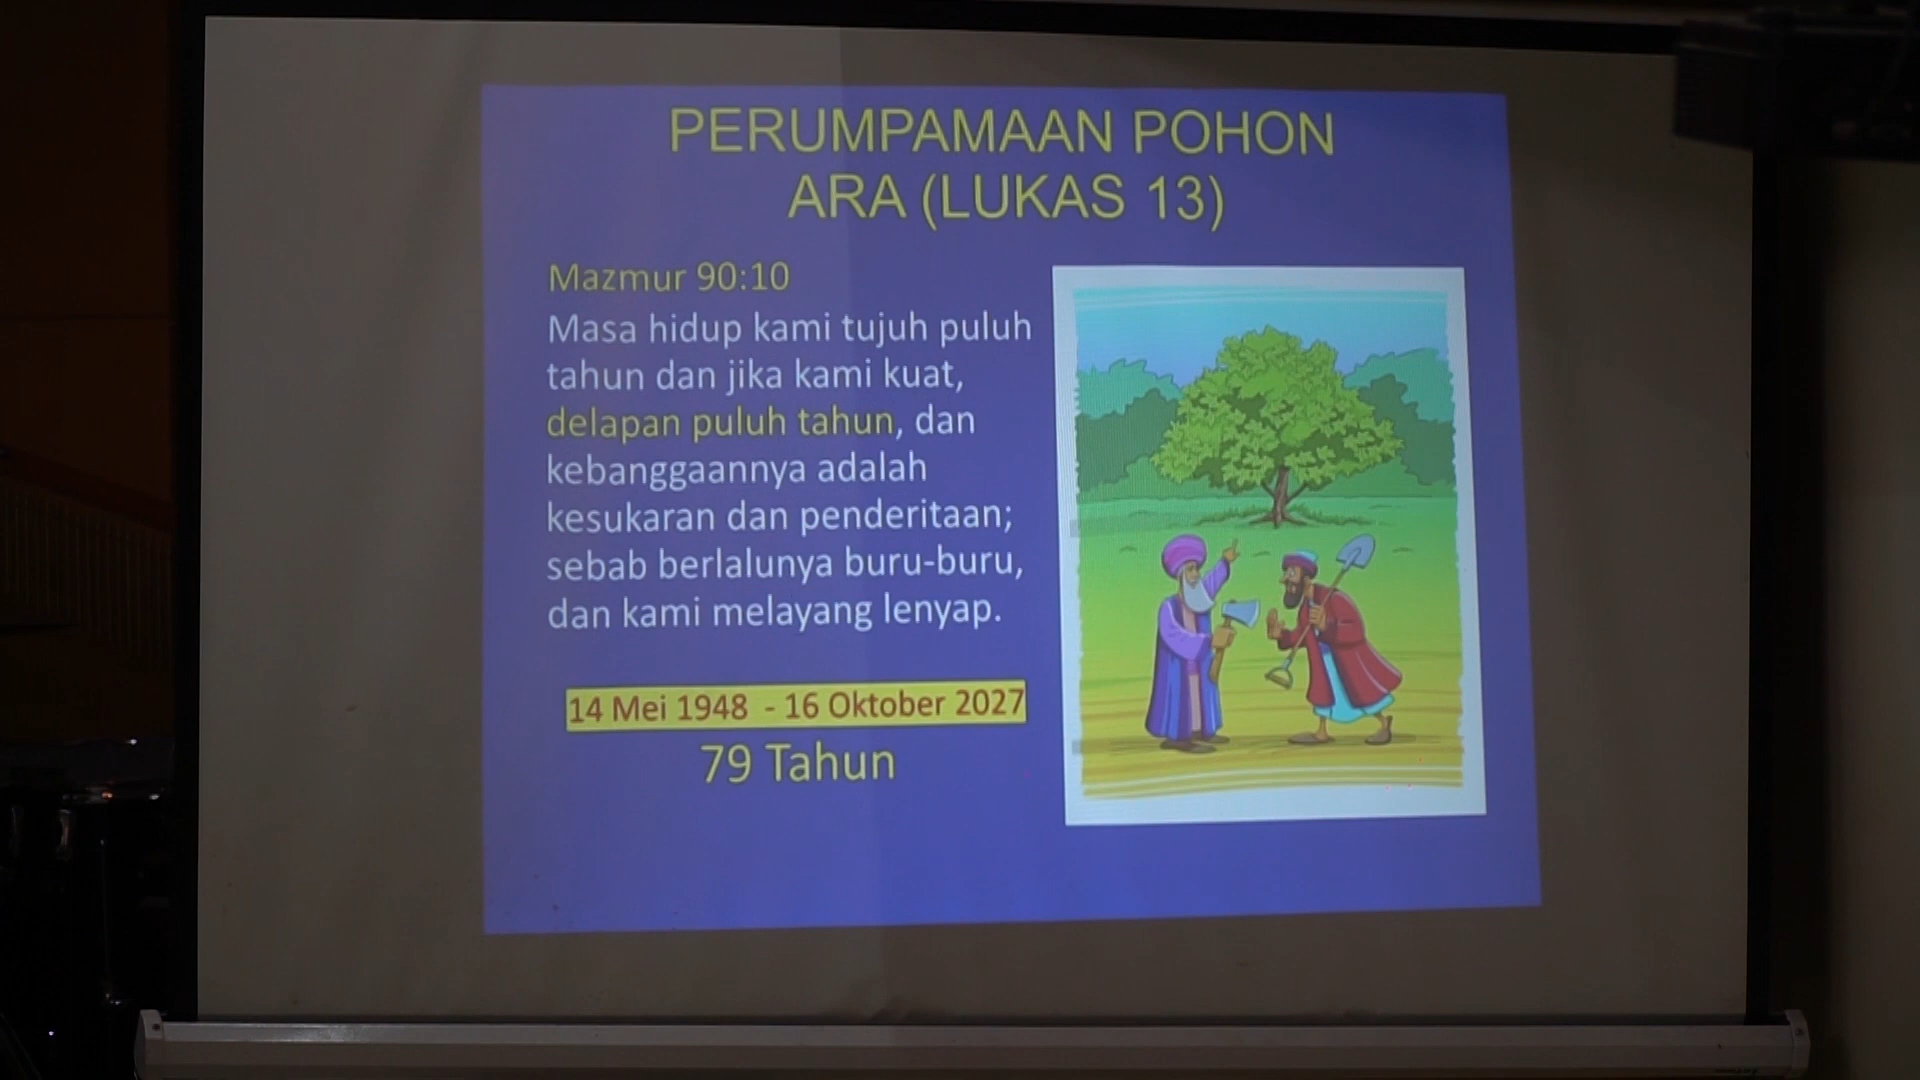 PERUMPAMAAN POHON
ARA (LUKAS 13)
Mazmur 90:10
Masa hidup kami tujuh puluh
tahun dan jika kami kuat,
delapan puluh tahun, dan
kebanggaannya adalah
kesukaran dan penderitaan;
sebab berlalunya buru-buru,
dan kami melayang lenyap.
14 Mei 1948 - 16 Oktober 2027
79 Tahun